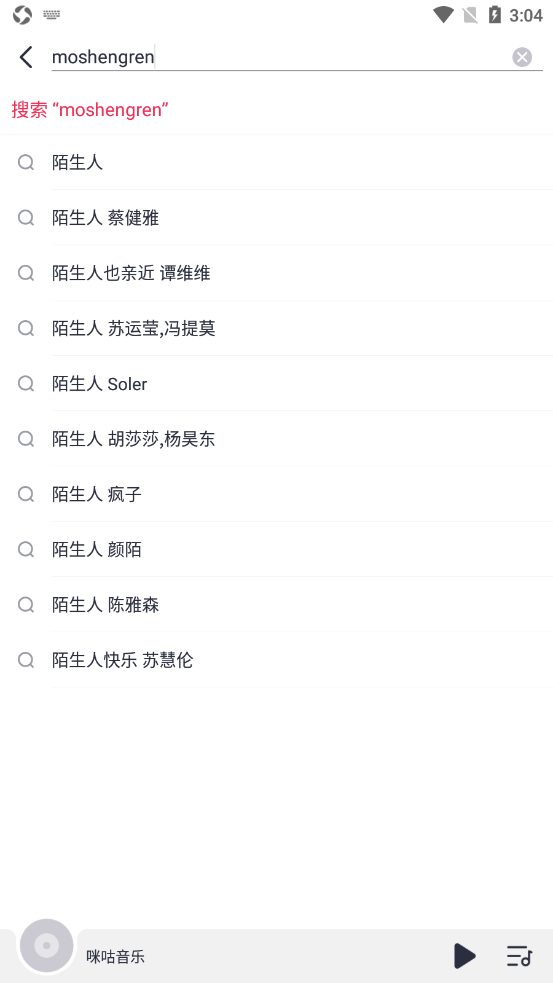 3:04
moshengren
搜索 “moshengren”
陌生人
陌生人 蔡健雅
陌生人也亲近 谭维维
陌生人 苏运莹,冯提莫
陌生人 Soler
陌生人 胡莎莎,杨昊东
陌生人 疯子
陌生人 颜陌
陌生人 陈雅森
陌生人快乐 苏慧伦
咪咕音乐